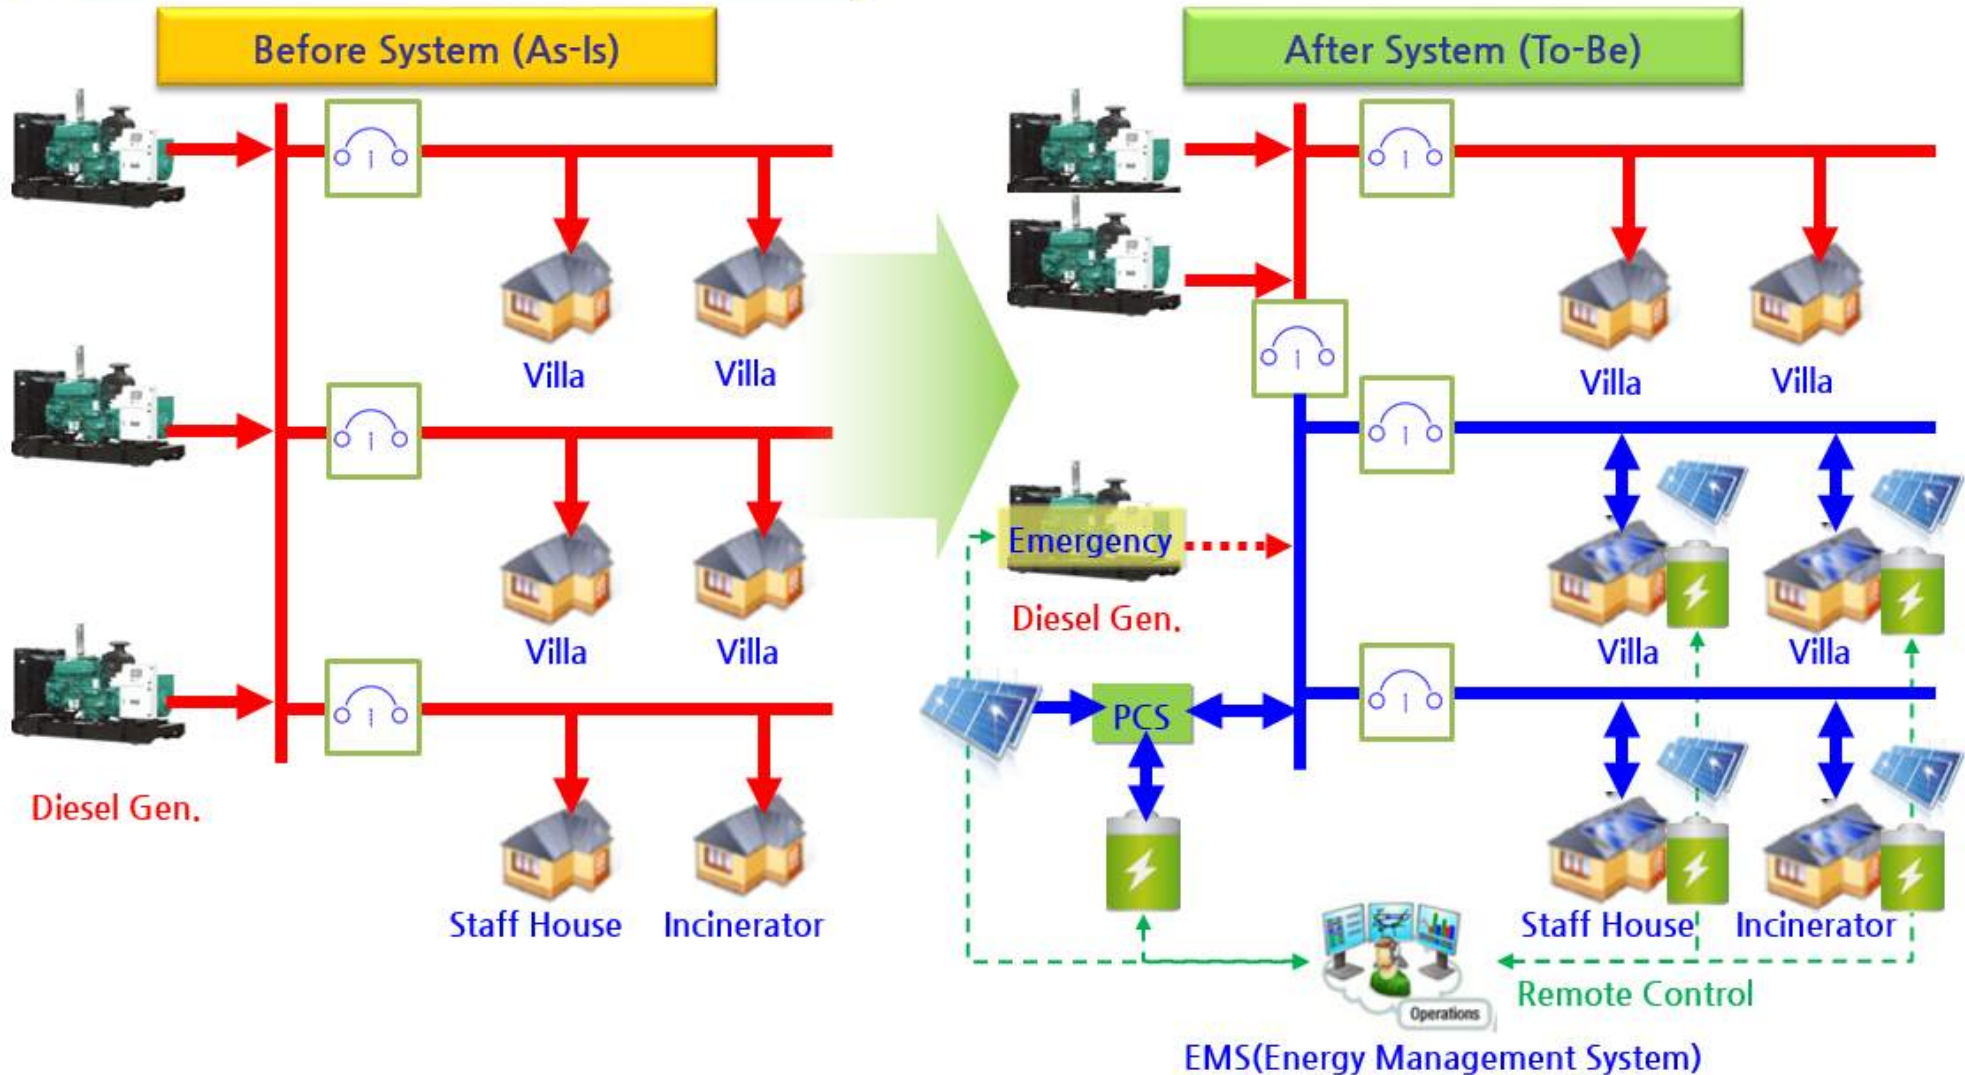 Before System (As-Is)
After System (To-Be)
Villa
Villa
Villa
Villa
Diesel Gen.
Staff House
Incinerator
Villa
Villa
Emergency
Diesel Gen.
Villa
Villa
PCS
Staff House
Incinerator
Remote Control
Operations
EMS(Energy Management System)